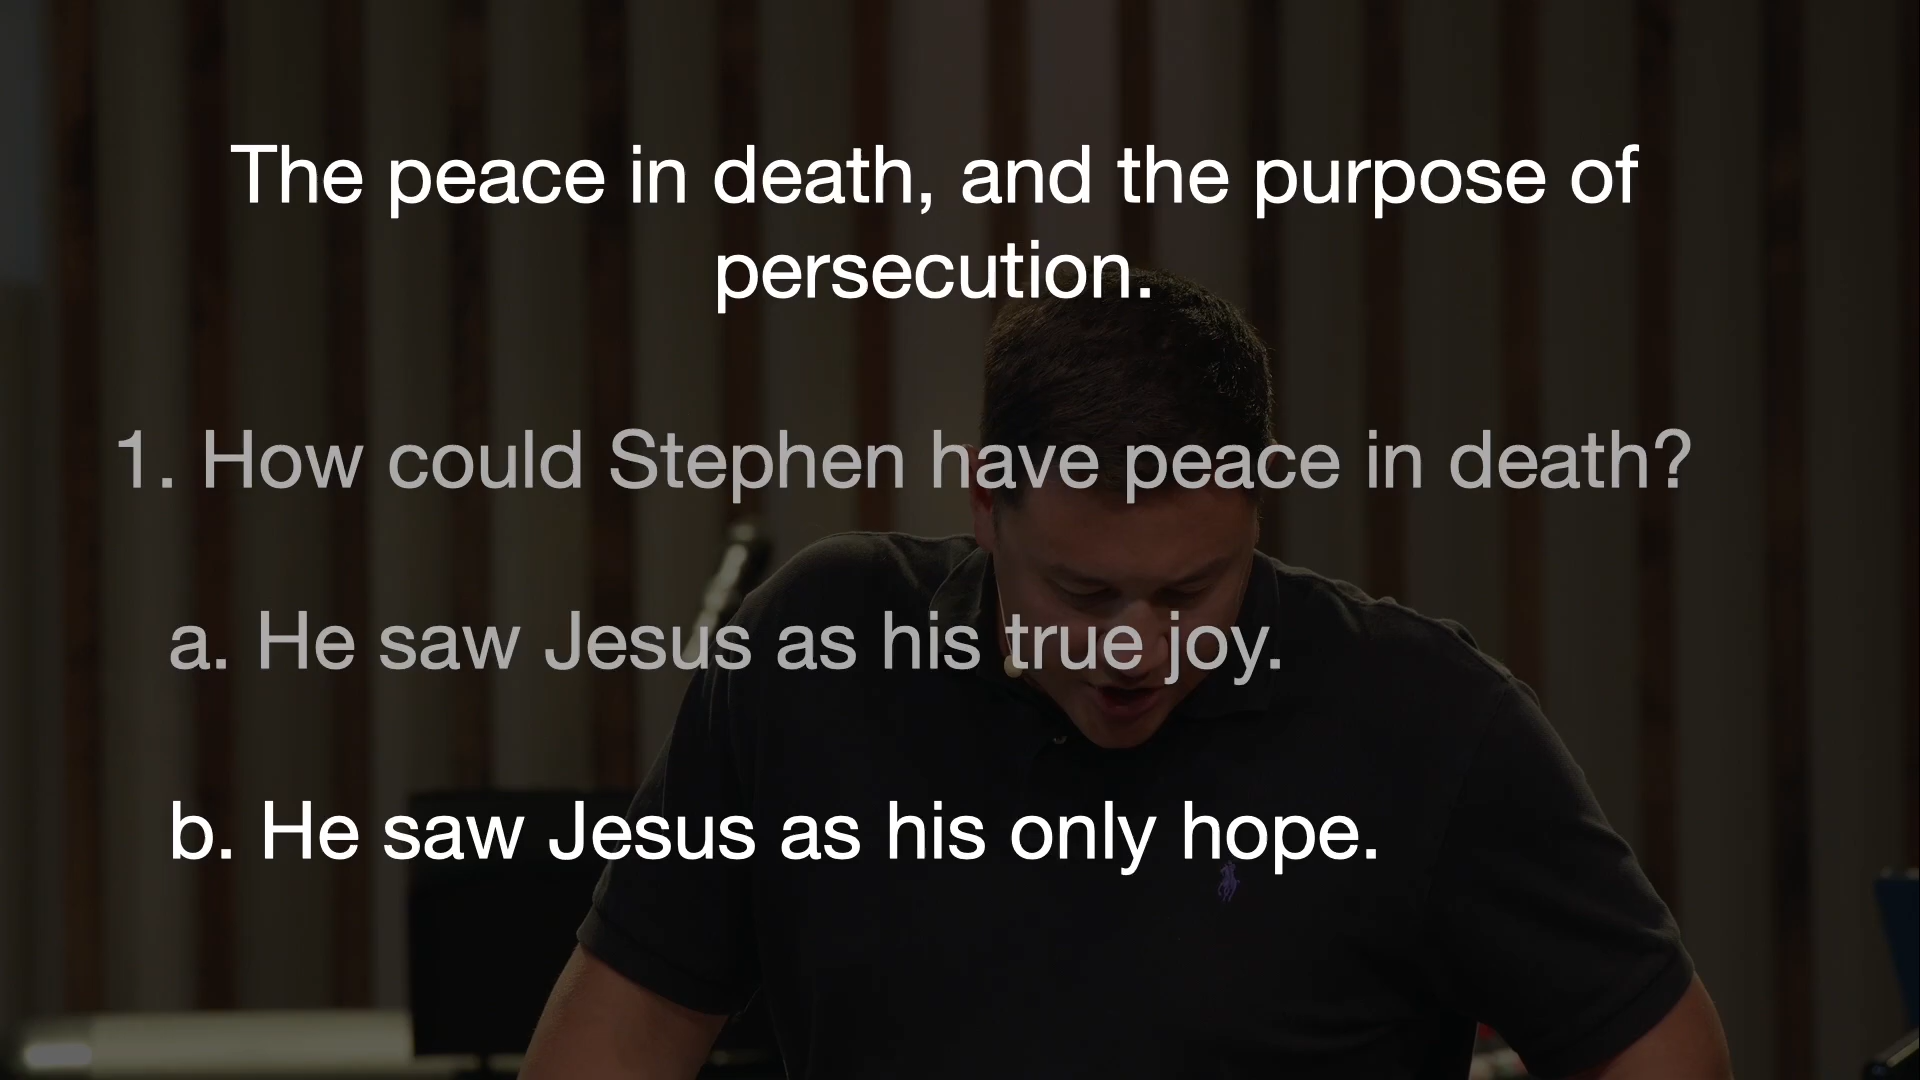 The peace in death, and the purpose of
persecution.
1. How could Stephen have peace in death?
a. He saw Jesus as his true joy.
b. He saw Jesus as his only hope.